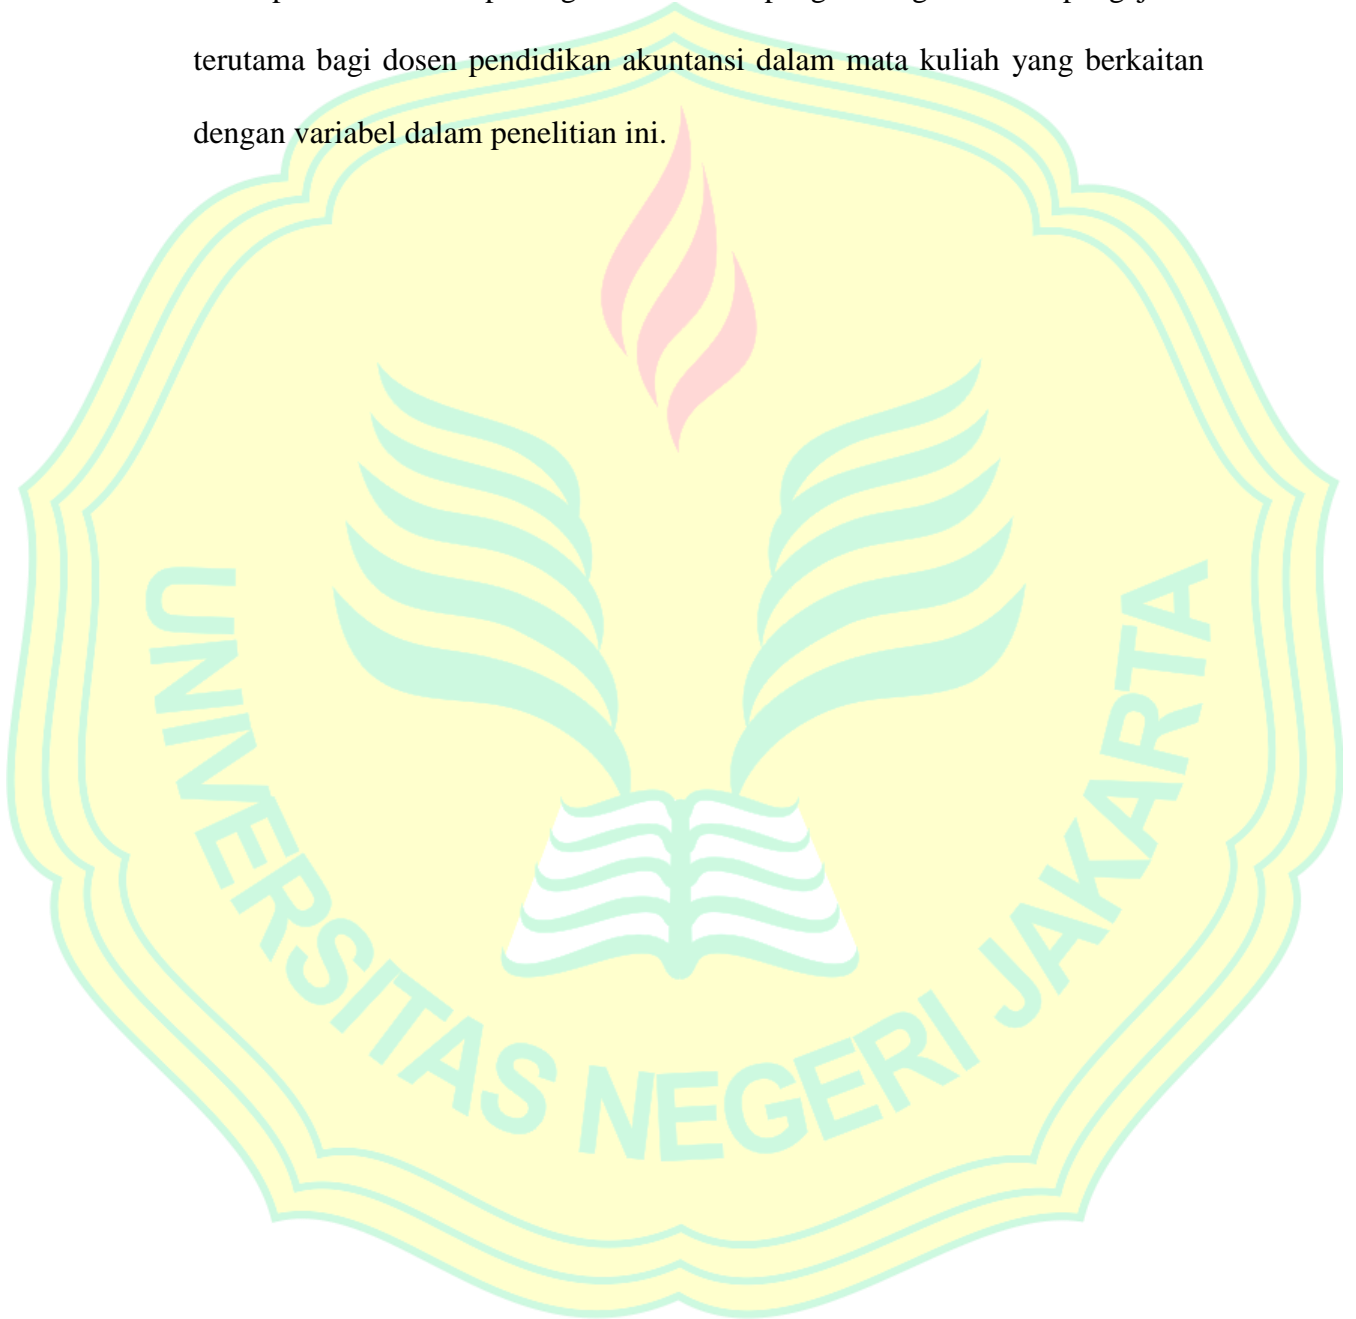 terutama bagi dosen pendidikan akuntansi dalam mata kuliah yang berkaitan
dengan variabel dalam penelitian ini.
UNIVERSITAS NEGERI JAKARTA